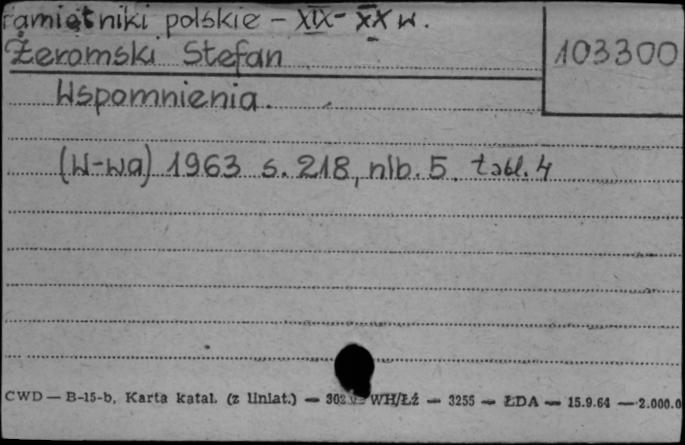 Pamiętniki polskie - XIX - XX w.
Żeromski Stefan
103300
Wspomnienia.
(W-wa) 1963 s. 218, nlb. 5. tabl. 4
CWD — B-15-b, Karta katal. (z liniat.) — WH/Łź — 3255 — ŁDA — 15.9.64 — 2.000.0